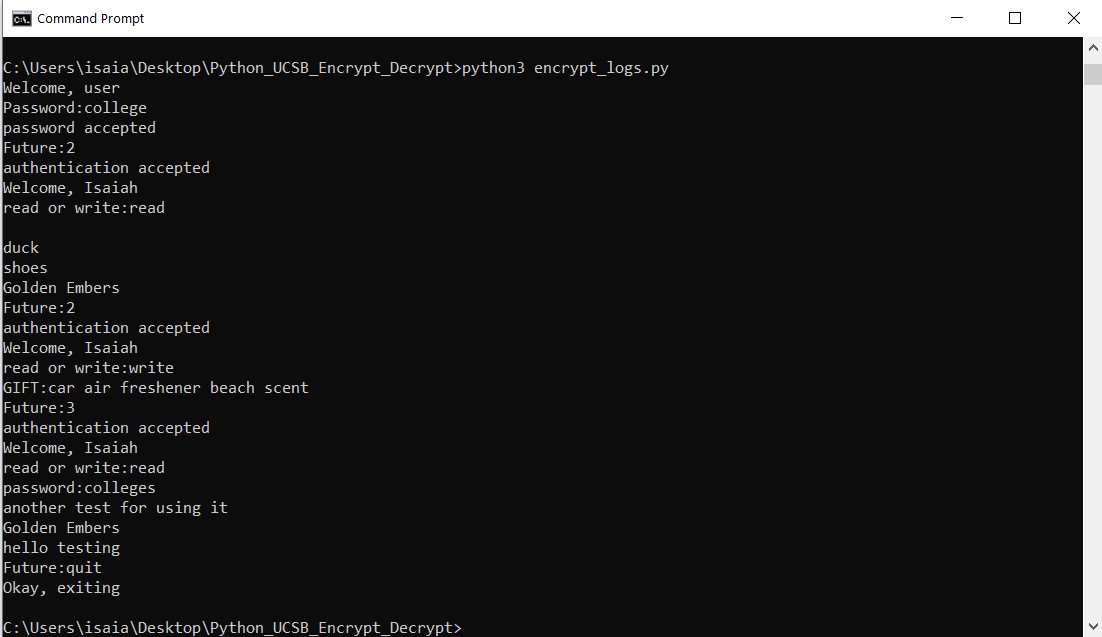 Command Prompt
C:\Users\isaia\Desktop\Python_UCSB_Encrypt_Decrypt>python3 encrypt_logs.py
Welcome, user
Password:college
password accepted
Future:2
authentication accepted
Welcome, Isaiah
read or write:read
duck
shoes
Golden Embers
Future:2
authentication accepted
Welcome, Isaiah
read or write:write
GIFT:car air freshener beach scent
Future:3
authentication accepted
Welcome, Isaiah
read or write:read
password:colleges
another test for using it
Golden Embers
hello testing
Future:quit
Okay, exiting
C:\Users\isaia\Desktop\Python_UCSB_Encrypt_Decrypt>